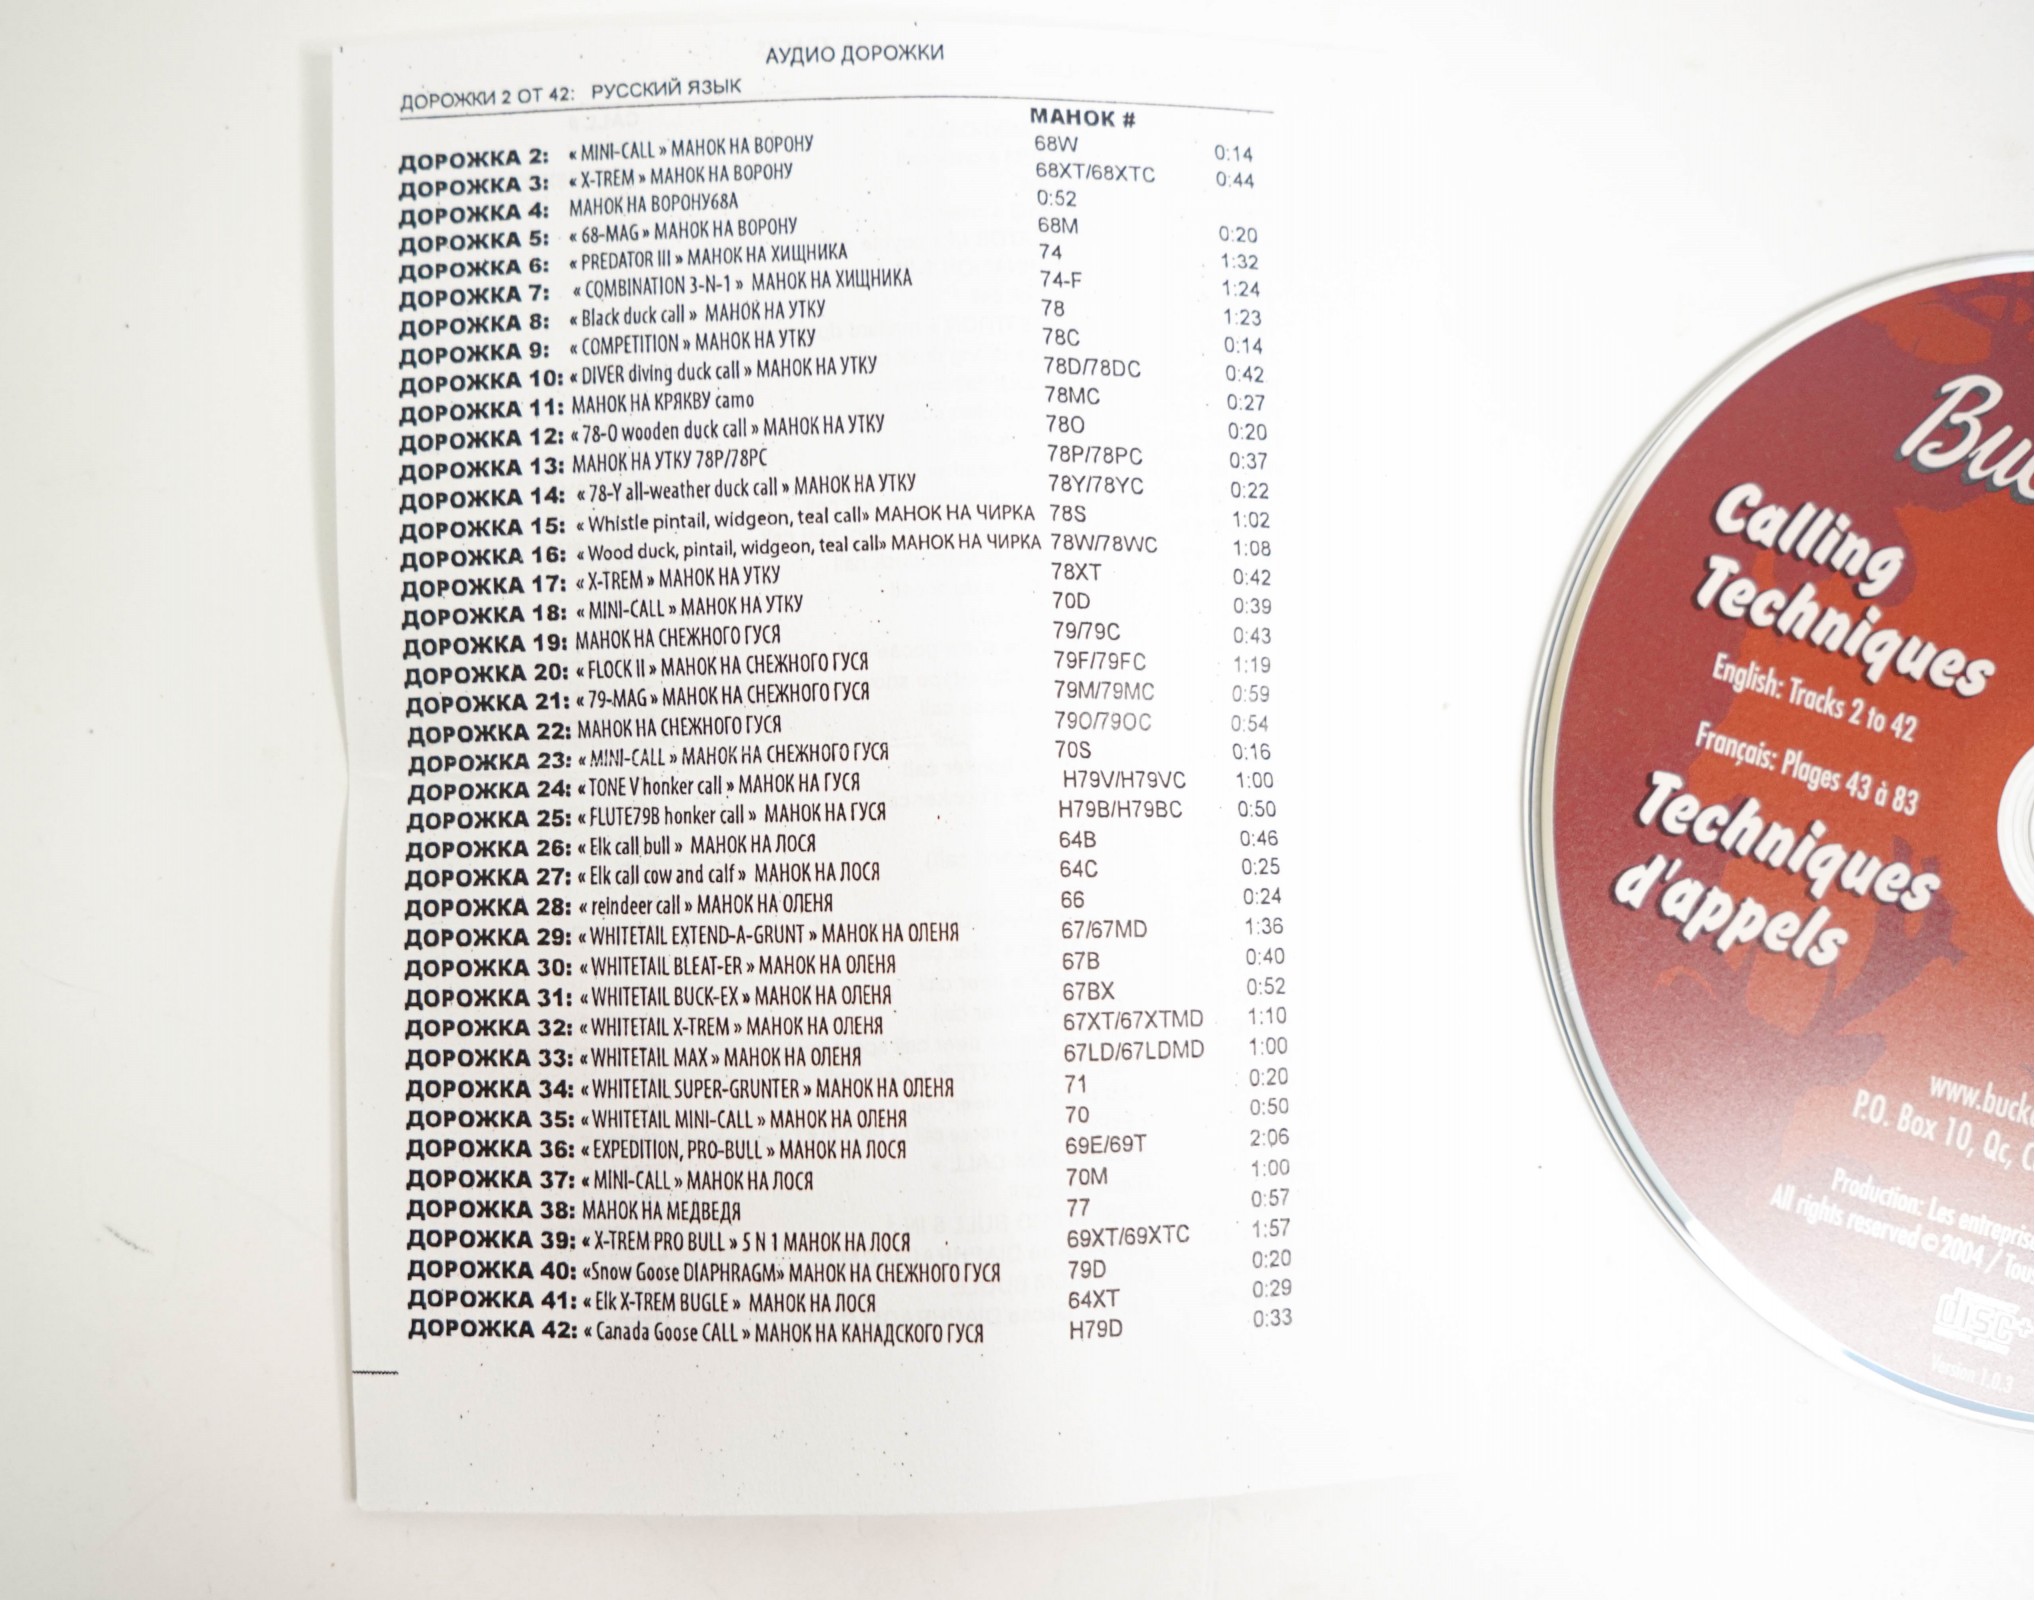 АУДИО ДОРОЖКИ
ДОРОЖКИ 2 ОТ 42: РУССКИЙ ЯЗЫК
МАНОК #
ДОРОЖКА 2: « MINI-CALL » МАНОК НА ВОРОНУ 68W 0:14
ДОРОЖКА 3: « X-TREM » МАНОК НА ВОРОНУ 68XT/68XTC 0:44
ДОРОЖКА 4: МАНОК НА ВОРОНУ68А 0:52
ДОРОЖКА 5: « 68-MAG » МАНОК НА ВОРОНУ 68M 0:20
ДОРОЖКА 6: « PREDATOR III » МАНОК НА ХИЩНИКА 74 1:32
ДОРОЖКА 7: « COMBINATION 3-N-1 » МАНОК НА ХИЩНИКА 74-F 1:24
ДОРОЖКА 8: « Black duck call » МАНОК НА УТКУ 78 1:23
ДОРОЖКА 9: « COMPETITION » МАНОК НА УТКУ 78C 0:14
ДОРОЖКА 10: « DIVER diving duck call » МАНОК НА УТКУ 78D/78DC 0:42
ДОРОЖКА 11: МАНОК НА КРЯКВУ camo 78MC 0:27
ДОРОЖКА 12: « 78-O wooden duck call » МАНОК НА УТКУ 78O 0:20
ДОРОЖКА 13: МАНОК НА УТКУ 78P/78PC 78P/78PC 0:37
ДОРОЖКА 14: « 78-Y all-weather duck call » МАНОК НА УТКУ 78Y/78YC 0:22
ДОРОЖКА 15: « Whistle pintail, widgeon, teal call» МАНОК НА ЧИРКА 78S 1:02
ДОРОЖКА 16: « Wood duck, pintail, widgeon, teal call» МАНОК НА ЧИРКА 78W/78WC 1:08
ДОРОЖКА 17: « X-TREM » МАНОК НА УТКУ 78XT 0:42
ДОРОЖКА 18: « MINI-CALL » МАНОК НА УТКУ 70D 0:39
ДОРОЖКА 19: МАНОК НА СНЕЖНОГО ГУСЯ 79/79C 0:43
ДОРОЖКА 20: « FLOCK II » МАНОК НА СНЕЖНОГО ГУСЯ 79F/79FC 1:19
ДОРОЖКА 21: « 79-MAG » МАНОК НА СНЕЖНОГО ГУСЯ 79M/79MC 0:59
ДОРОЖКА 22: МАНОК НА СНЕЖНОГО ГУСЯ 79O/79OC 0:54
ДОРОЖКА 23: « MINI-CALL » МАНОК НА СНЕЖНОГО ГУСЯ 70S 0:16
ДОРОЖКА 24: « TONE V honker call » МАНОК НА ГУСЯ H79V/H79VC 1:00
ДОРОЖКА 25: « FLUTE79B honker call » МАНОК НА ГУСЯ H79B/H79BC 0:50
ДОРОЖКА 26: « Elk call bull » МАНОК НА ЛОСЯ 64B 0:46
ДОРОЖКА 27: « Elk call cow and calf » МАНОК НА ЛОСЯ 64C 0:25
ДОРОЖКА 28: « reindeer call » МАНОК НА ОЛЕНЯ 66 0:24
ДОРОЖКА 29: « WHITETAIL EXTEND-A-GRUNT » МАНОК НА ОЛЕНЯ 67/67MD 1:36
ДОРОЖКА 30: « WHITETAIL BLEAT-ER » МАНОК НА ОЛЕНЯ 67B 0:40
ДОРОЖКА 31: « WHITETAIL BUCK-EX » МАНОК НА ОЛЕНЯ 67BX 0:52
ДОРОЖКА 32: « WHITETAIL X-TREM » МАНОК НА ОЛЕНЯ 67XT/67XTMD 1:10
ДОРОЖКА 33: « WHITETAIL MAX » МАНОК НА ОЛЕНЯ 67LD/67LDMD 1:00
ДОРОЖКА 34: « WHITETAIL SUPER-GRUNTER » МАНОК НА ОЛЕНЯ 71 0:20
ДОРОЖКА 35: « WHITETAIL MINI-CALL » МАНОК НА ОЛЕНЯ 70 0:50
ДОРОЖКА 36: « EXPEDITION, PRO-BULL » МАНОК НА ЛОСЯ 69E/69T 2:06
ДОРОЖКА 37: « MINI-CALL » МАНОК НА ЛОСЯ 70M 1:00
ДОРОЖКА 38: МАНОК НА МЕДВЕДЯ 77 0:57
ДОРОЖКА 39: « X-TREM PRO BULL » 5 N 1 МАНОК НА ЛОСЯ 69XT/69XTC 1:57
ДОРОЖКА 40: «Snow Goose DIAPHRAGM» МАНОК НА СНЕЖНОГО ГУСЯ 79D 0:20
ДОРОЖКА 41: « Elk X-TREM BUGLE » МАНОК НА ЛОСЯ 64XT 0:29
ДОРОЖКА 42: « Canada Goose CALL » МАНОК НА КАНАДСКОГО ГУСЯ H79D 0:33
Calling
Techniques
English: Tracks 2 to 42
Français: Plages 43 à 83
Techniques
d'appels
P.O. Box 10, Qc,
Production: Les
All rights reserved ©2004 /
Version 1.0.3